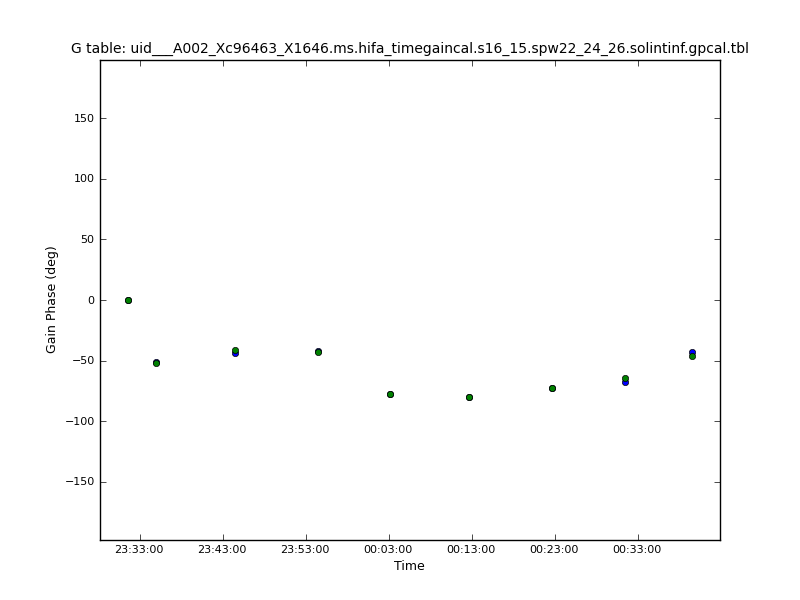 G table: uid___A002_Xc96463_X1646.ms.hifa_timegaincal.s16_15.spw22_24_26.solintinf.gpcal.tbl
150
100
50
0
−50
−100
−150
Gain Phase (deg)
23:33:00 23:43:00 23:53:00 00:03:00 00:13:00 00:23:00 00:33:00
Time